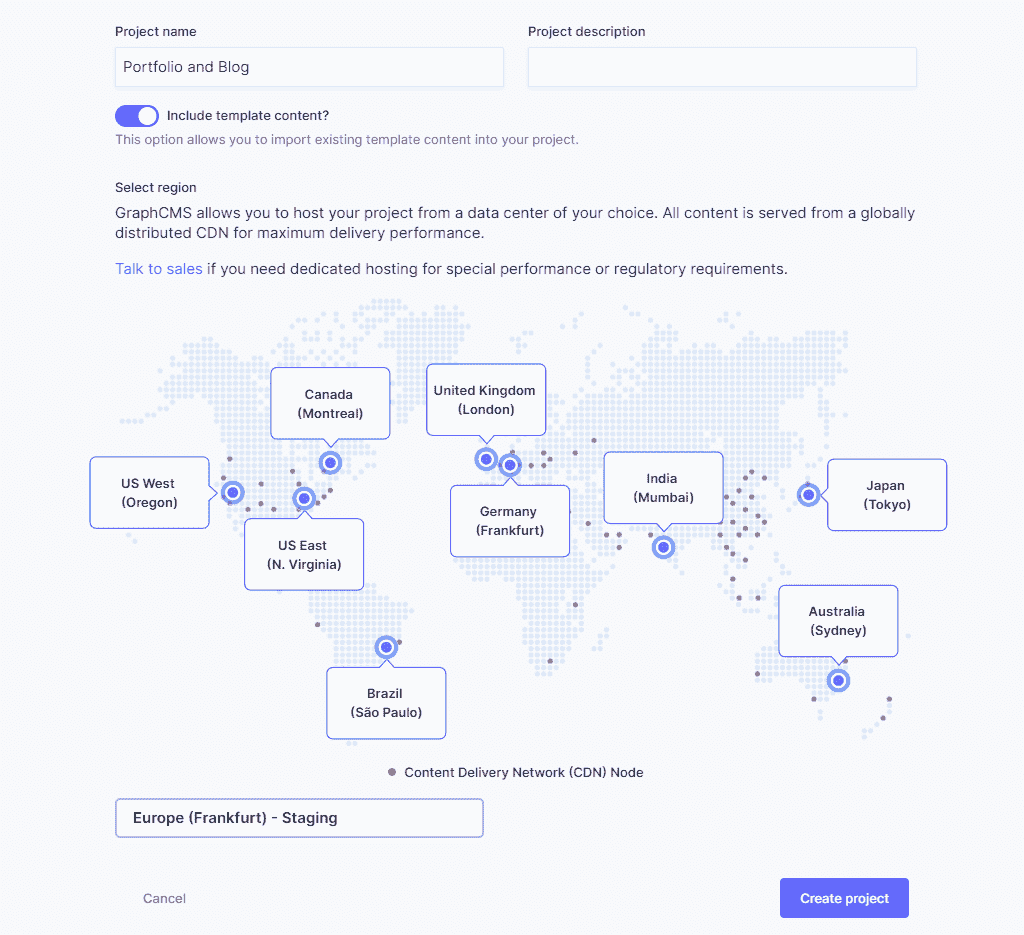 Project name
Project description
Portfolio and Blog
Include template content?
This option allows you to import existing template content into your project.
Select region
GraphCMS allows you to host your project from a data center of your choice. All content is served from a globally
distributed CDN for maximum delivery performance.
Talk to sales if you need dedicated hosting for special performance or regulatory requirements.
Canada
(Montreal)
United Kingdom
(London)
US West
(Oregon)
India
(Mumbai)
Japan
(Tokyo)
Germany
(Frankfurt)
US East
(N. Virginia)
Australia
(Sydney)
Brazil
(São Paulo)
Content Delivery Network (CDN) Node
Europe (Frankfurt) - Staging
Cancel
Create project